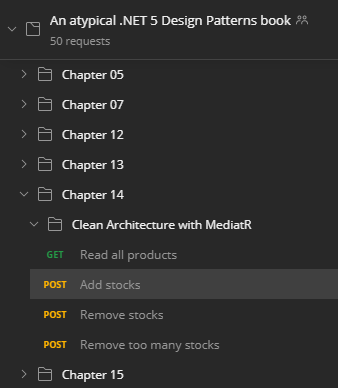 An atypical .NET 5 Design Patterns book
50 requests
Chapter 05
Chapter 07
Chapter 12
Chapter 13
Chapter 14
Clean Architecture with MediatR
GET Read all products
POST Add stocks
POST Remove stocks
POST Remove too many stocks
Chapter 15